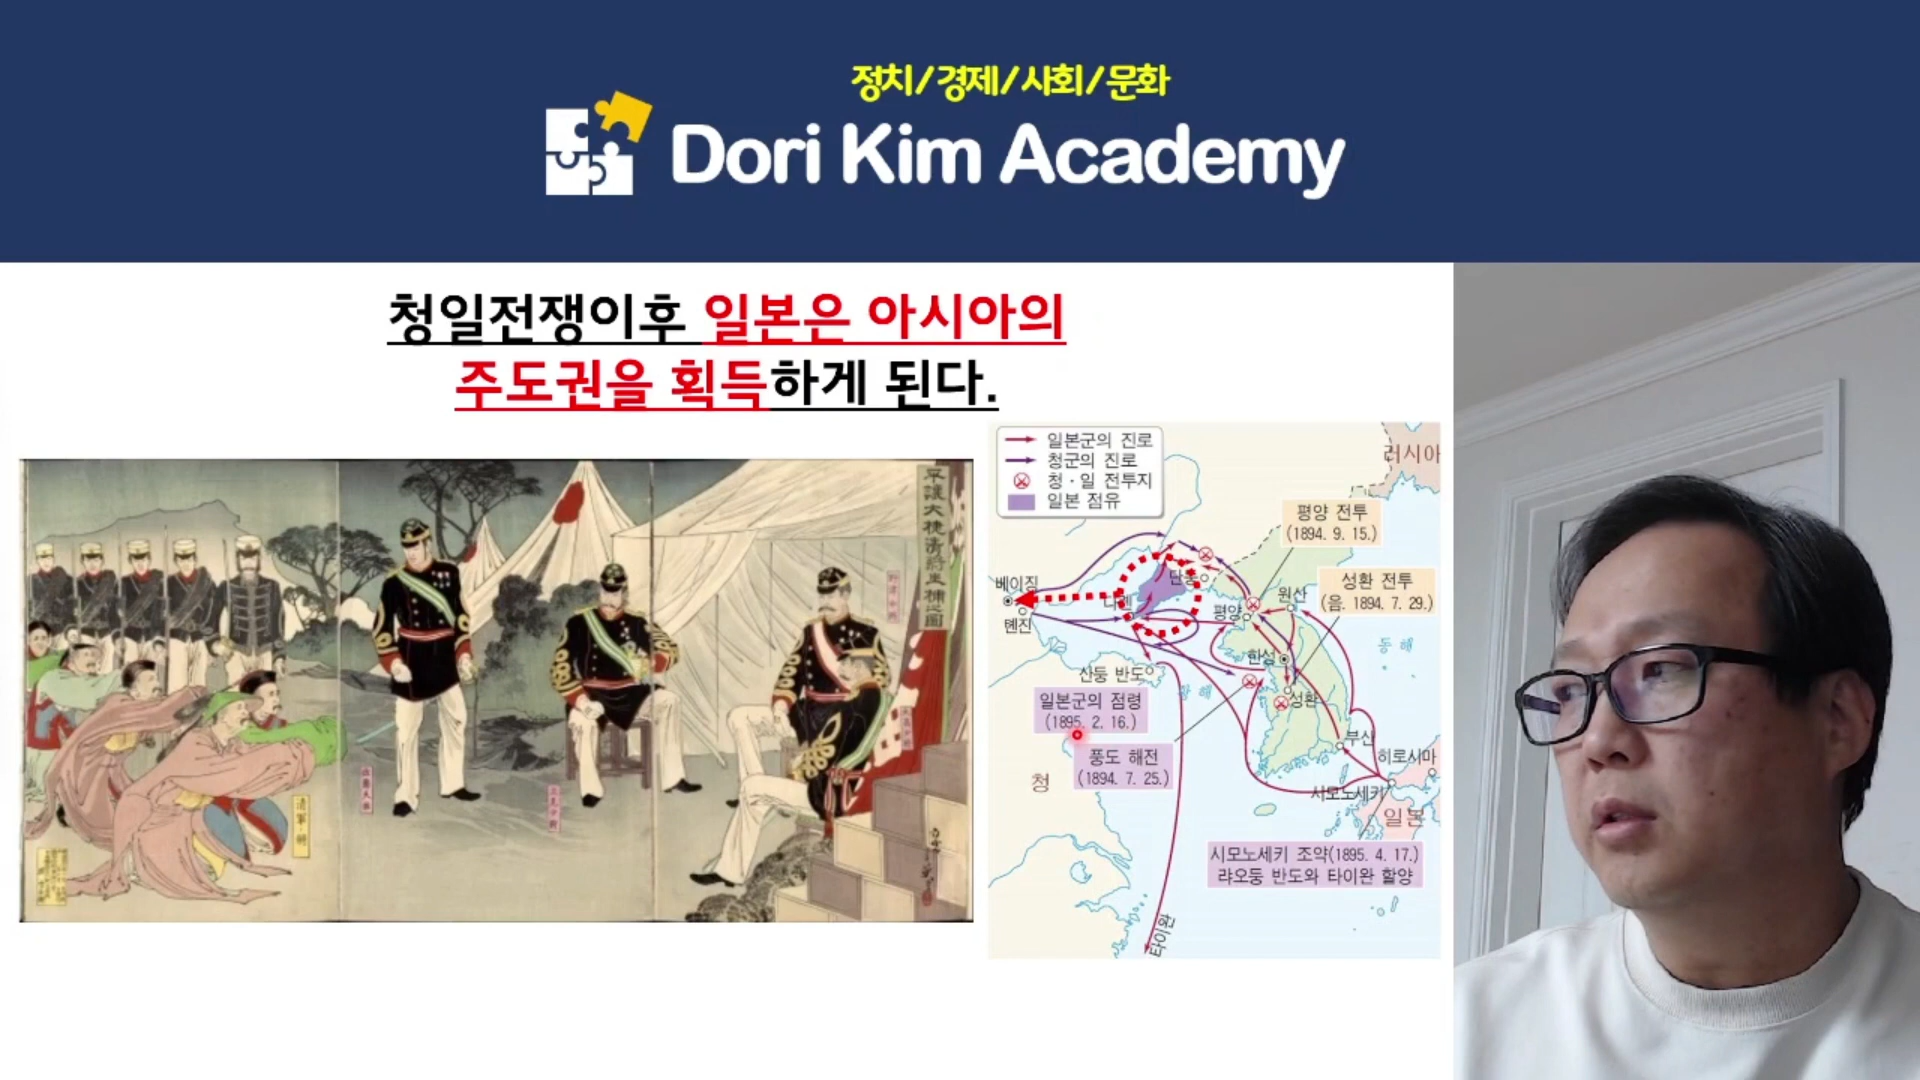 정치/경제/사회/문화
Dori Kim Academy
청일전쟁이후 일본은 아시아의
주도권을 획득하게 된다.
일본군의 진로
청군의 진로
청·일 전투지
일본 점유
러시아
평양 전투
(1894. 9. 15.)
성환 전투
(음. 1894. 7. 29.)
베이징
톈진
단둥
평양
원산
한성
동해
산둥 반도
성환
일본군의 점령
(1895. 2. 16.)
풍도 해전
(1894. 7. 25.)
청
부산
히로시마
시모노세키
일본
시모노세키 조약(1895. 4. 17.)
랴오둥 반도와 타이완 할양
타이완